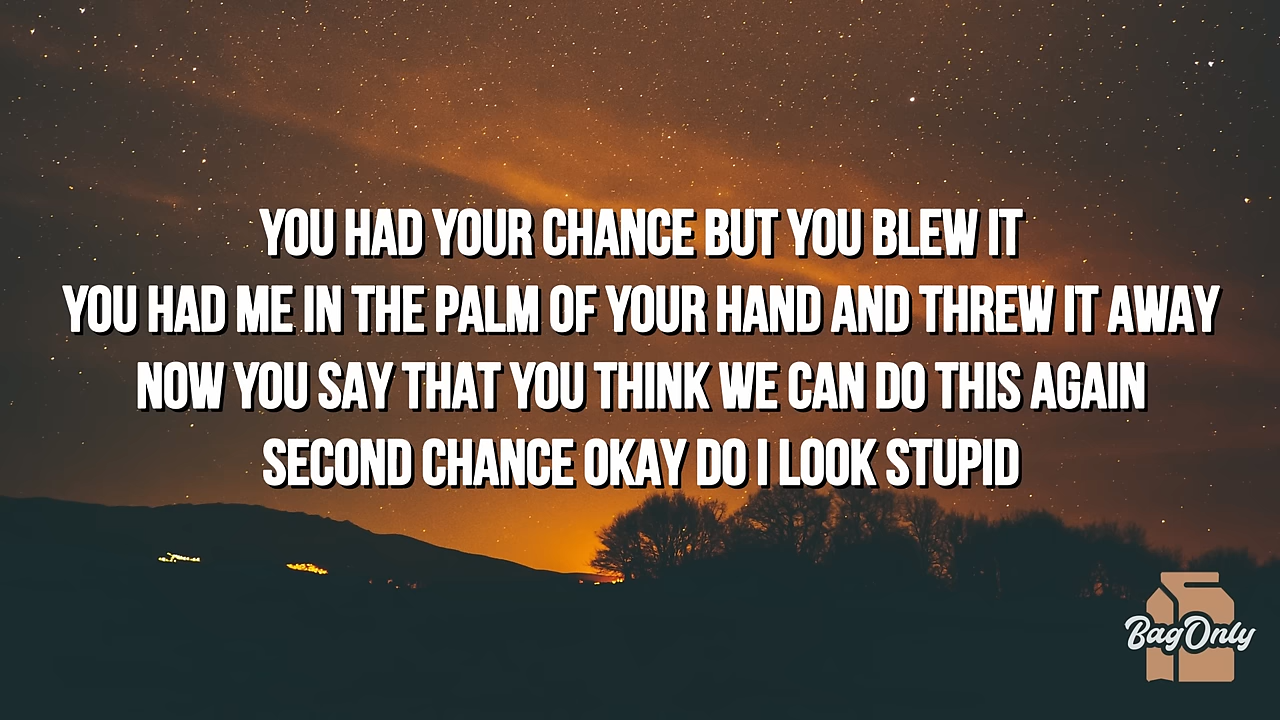 YOU HAD YOUR CHANCE BUT YOU BLEW IT
YOU HAD ME IN THE PALM OF YOUR HAND AND THREW IT AWAY
NOW YOU SAY THAT YOU THINK WE CAN DO THIS AGAIN
SECOND CHANCE OKAY DO I LOOK STUPID
BagOnly